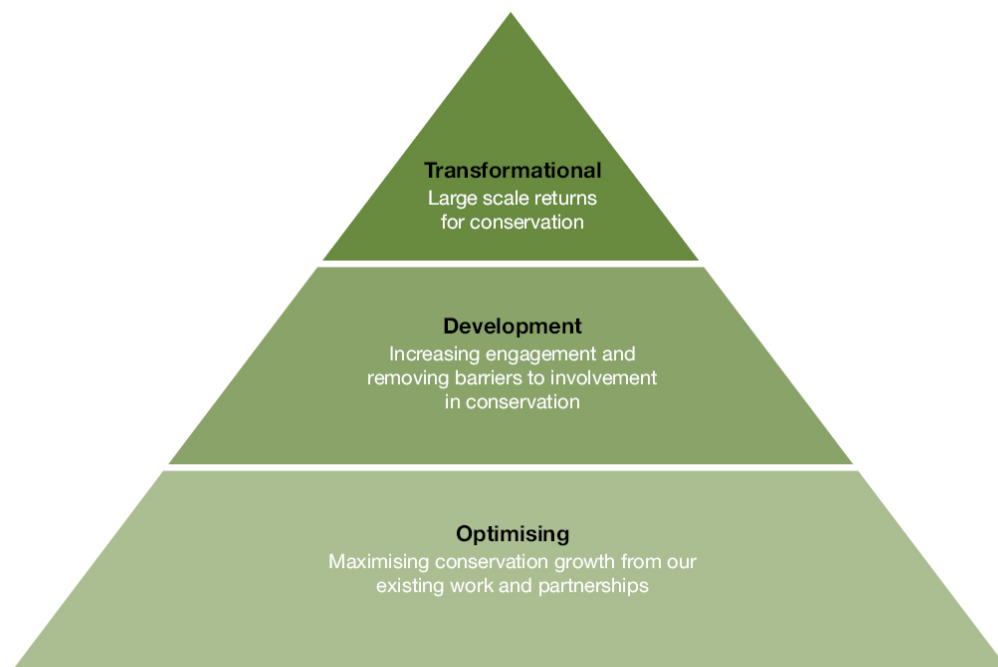 Transformational
Large scale returns
for conservation
Development
Increasing engagement and
removing barriers to involvement
in conservation
Optimising
Maximising conservation growth from our
existing work and partnerships